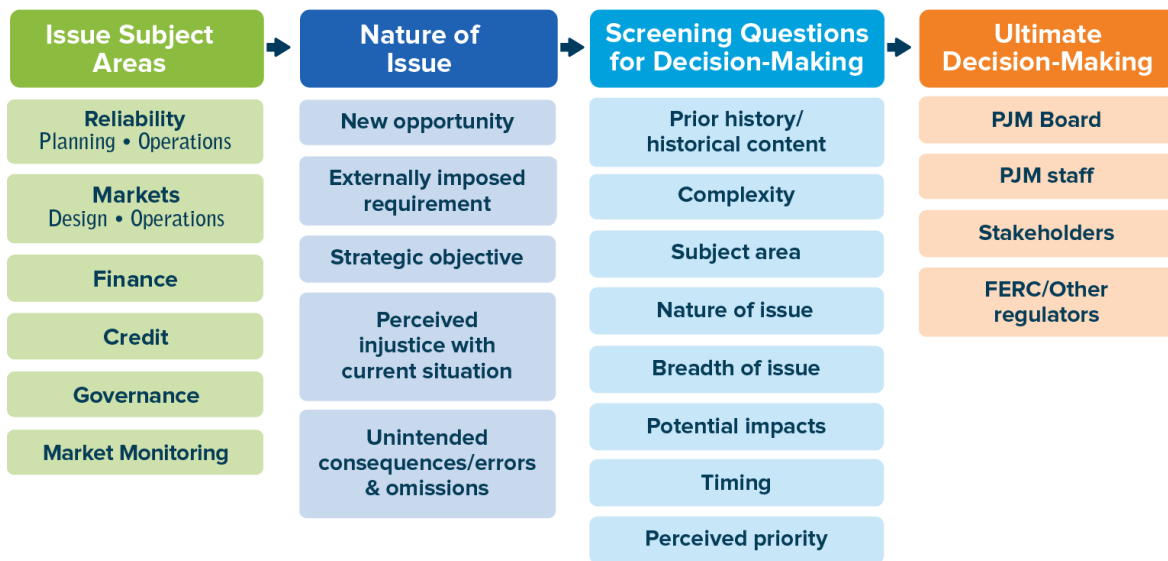 Issue Subject
Areas
Reliability
Planning • Operations
Markets
Design • Operations
Finance
Credit
Governance
Market Monitoring
Nature of
Issue
New opportunity
Externally imposed
requirement
Strategic objective
Perceived
injustice with
current situation
Unintended
consequences/errors
& omissions
Screening Questions
for Decision-Making
Prior history/
historical content
Complexity
Subject area
Nature of issue
Breadth of issue
Potential impacts
Timing
Perceived priority
Ultimate
Decision-Making
PJM Board
PJM staff
Stakeholders
FERC/Other
regulators